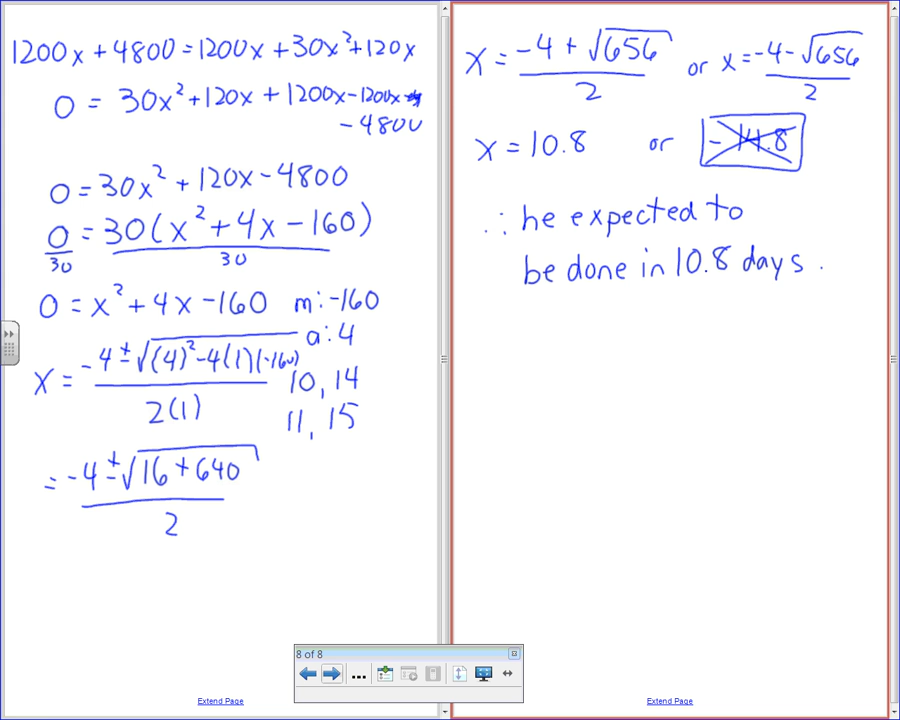 1200x + 4800 = 1200x + 30x² + 120x
0 = 30x² + 120x + 1200x - 1200x
- 4800
0 = 30x² + 120x - 4800
0 = 30(x² + 4x - 160)
30 30
0 = x² + 4x - 160 m: -160
a: 4
x = -4 ± √(4)² - 4(1)(-160)
2(1)
10, 14
11, 15
= -4 ± √16 + 640
2
x = -4 + √656 or x = -4 - √656
2 2
x = 10.8 or - 14.8
∴ he expected to
be done in 10.8 days.
8 of 8
Extend Page
Extend Page